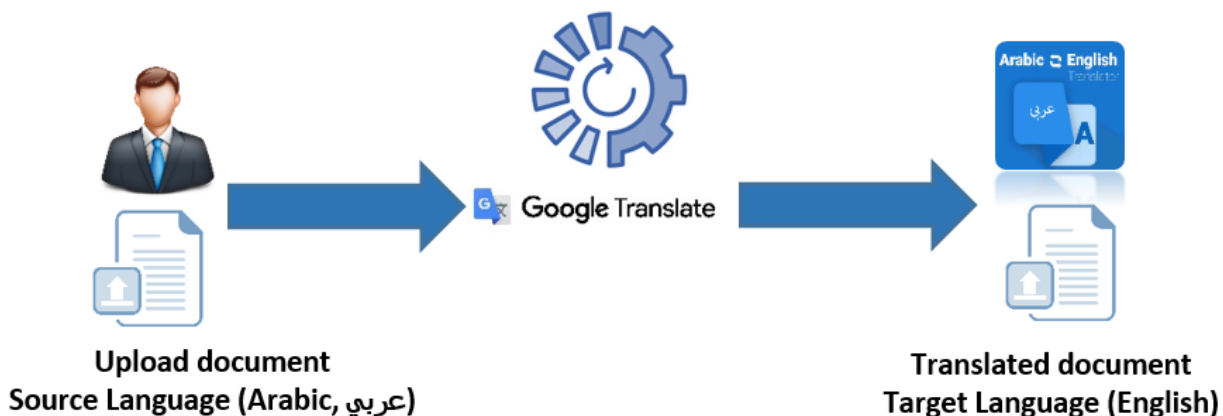 Arabic English
Translator
عربي
A
G
Google Translate
Upload document
Source Language (Arabic, عربي)
Translated document
Target Language (English)